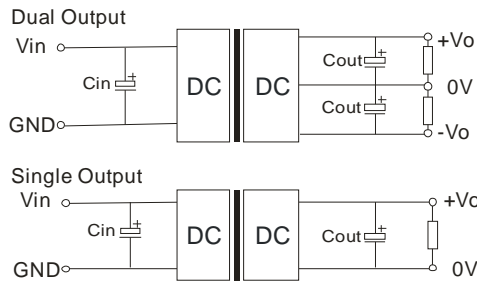 Dual Output
Vin
+Vo
Cout
+
Cin
+
DC
DC
0V
Cout
+
GND
-Vo
Single Output
Vin
+Vo
Cin
+
DC
DC
Cout
+
GND
0V